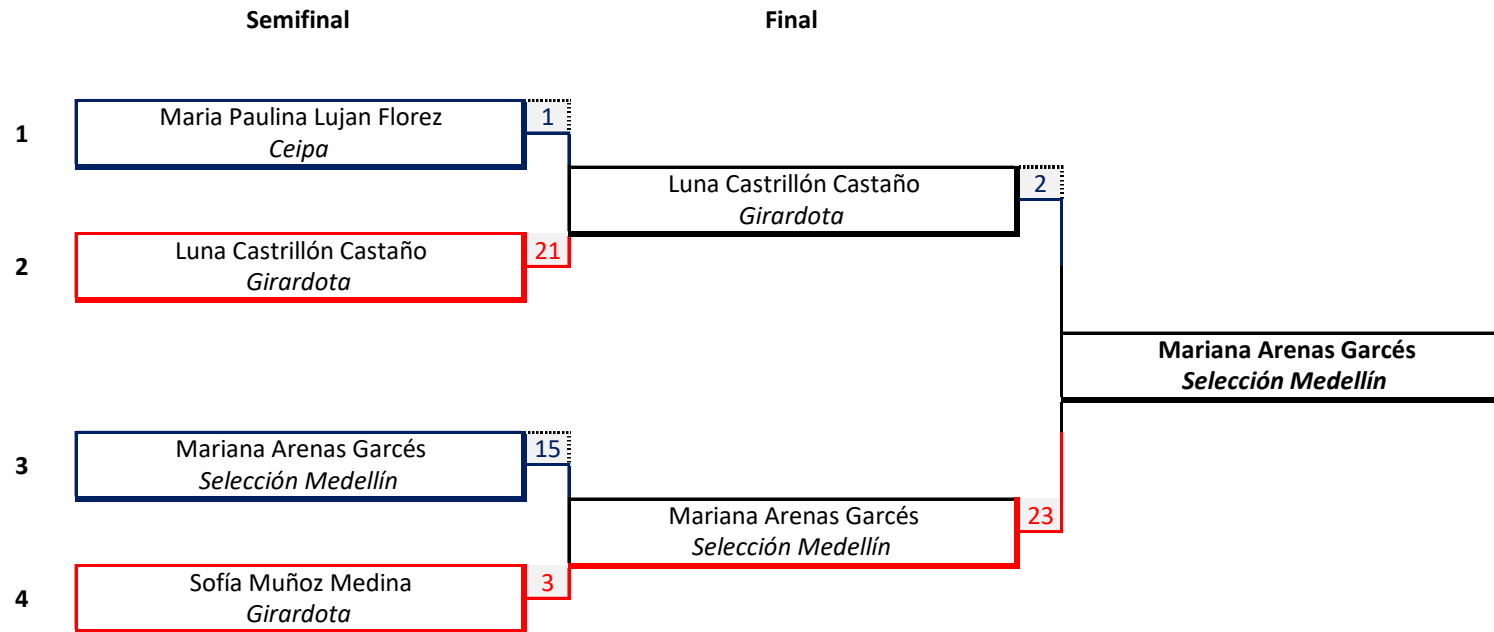 Semifinal
Final
1
Maria Paulina Lujan Florez
Ceipa
1
2
Luna Castrillón Castaño
Girardota
21
Luna Castrillón Castaño
Girardota
2
3
Mariana Arenas Garcés
Selección Medellín
15
4
Sofía Muñoz Medina
Girardota
3
Mariana Arenas Garcés
Selección Medellín
23
Mariana Arenas Garcés
Selección Medellín